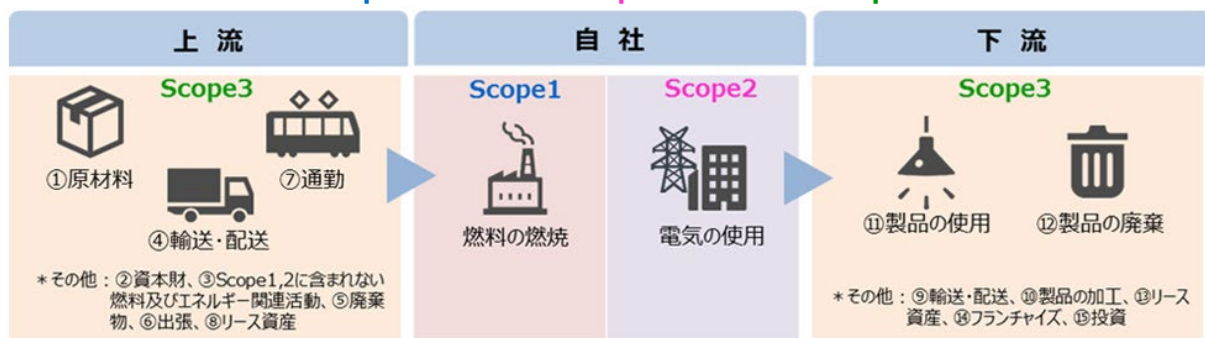 上 流
自 社
下 流
Scope3
①原材料
⑦通勤
④輸送・配送
＊その他：②資本財、③Scope1,2に含まれない
燃料及びエネルギー関連活動、⑤廃棄
物、⑥出張、⑧リース資産
Scope1
燃料の燃焼
Scope2
電気の使用
Scope3
⑪製品の使用
⑫製品の廃棄
＊その他：⑨輸送・配送、⑩製品の加工、⑬リース
資産、⑭フランチャイズ、⑮投資